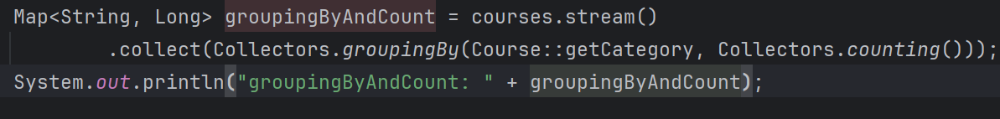 Map<String, Long> groupingByAndCount = courses.stream()
.collect(Collectors.groupingBy(Course::getCategory, Collectors.counting()));
System.out.println("groupingByAndCount: " + groupingByAndCount);